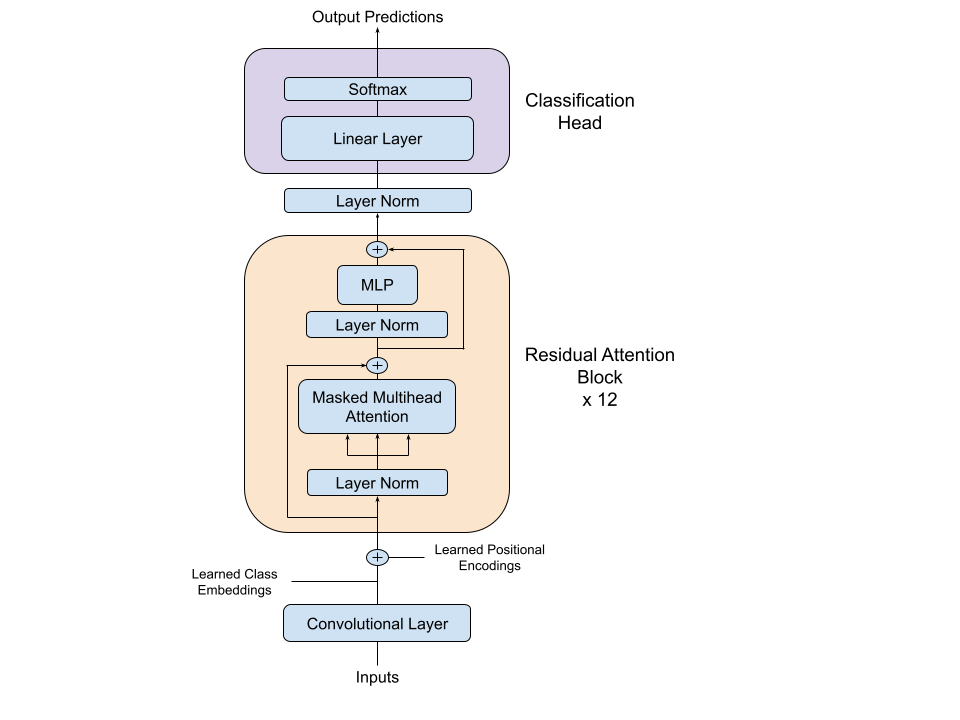 Output Predictions
Softmax
Linear Layer
Classification
Head
Layer Norm
+
MLP
Layer Norm
+
Masked Multihead
Attention
Residual Attention
Block
x 12
Layer Norm
+
Learned Positional
Encodings
Learned Class
Embeddings
Convolutional Layer
Inputs